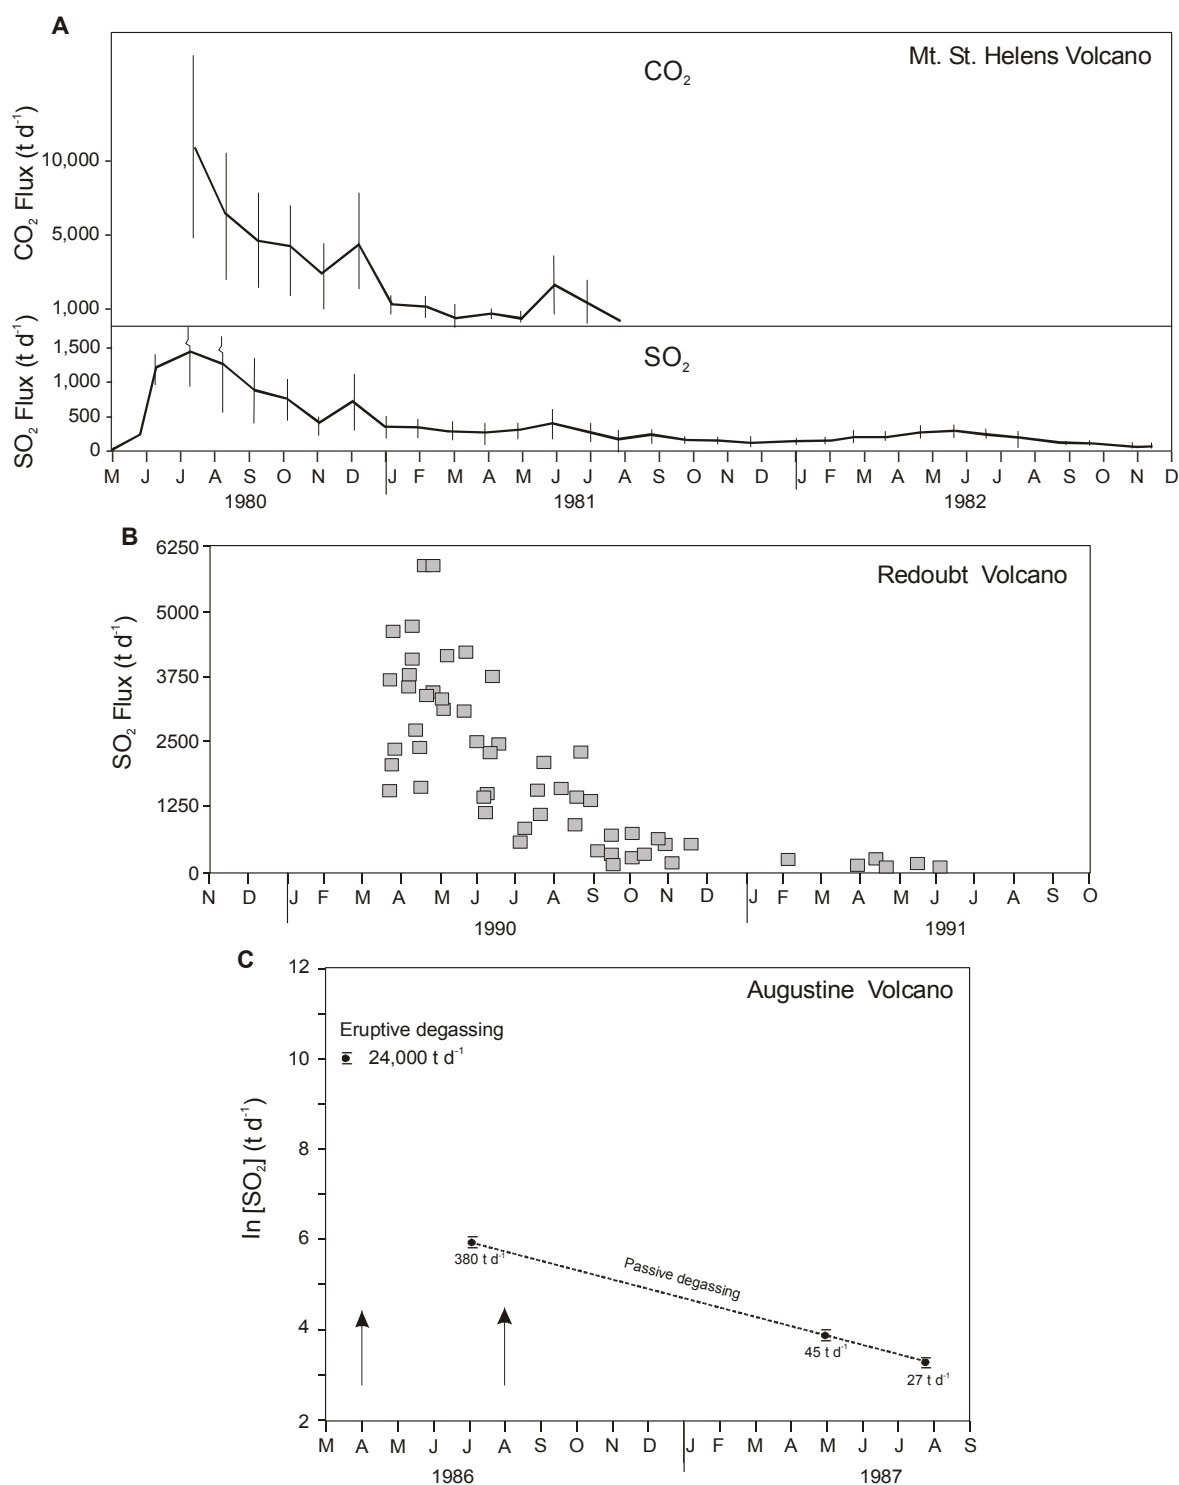 A
Mt. St. Helens Volcano
CO₂
CO₂ Flux (t d⁻¹)
10,000
5,000
1,000
SO₂
SO₂ Flux (t d⁻¹)
1,500
1,000
500
0
M J J A S O N D J F M A M J J A S O N D J F M A M J J A S O N D
1980 1981 1982
B
Redoubt Volcano
SO₂ Flux (t d⁻¹)
6250
5000
3750
2500
1250
0
N D J F M A M J J A S O N D J F M A M J J A S O
1990 1991
C
Augustine Volcano
ln [SO₂] (t d⁻¹)
12
10
8
6
4
2
Eruptive degassing
24,000 t d⁻¹
380 t d⁻¹
Passive degassing
45 t d⁻¹
27 t d⁻¹
M A M J J A S O N D J F M A M J J A S
1986 1987